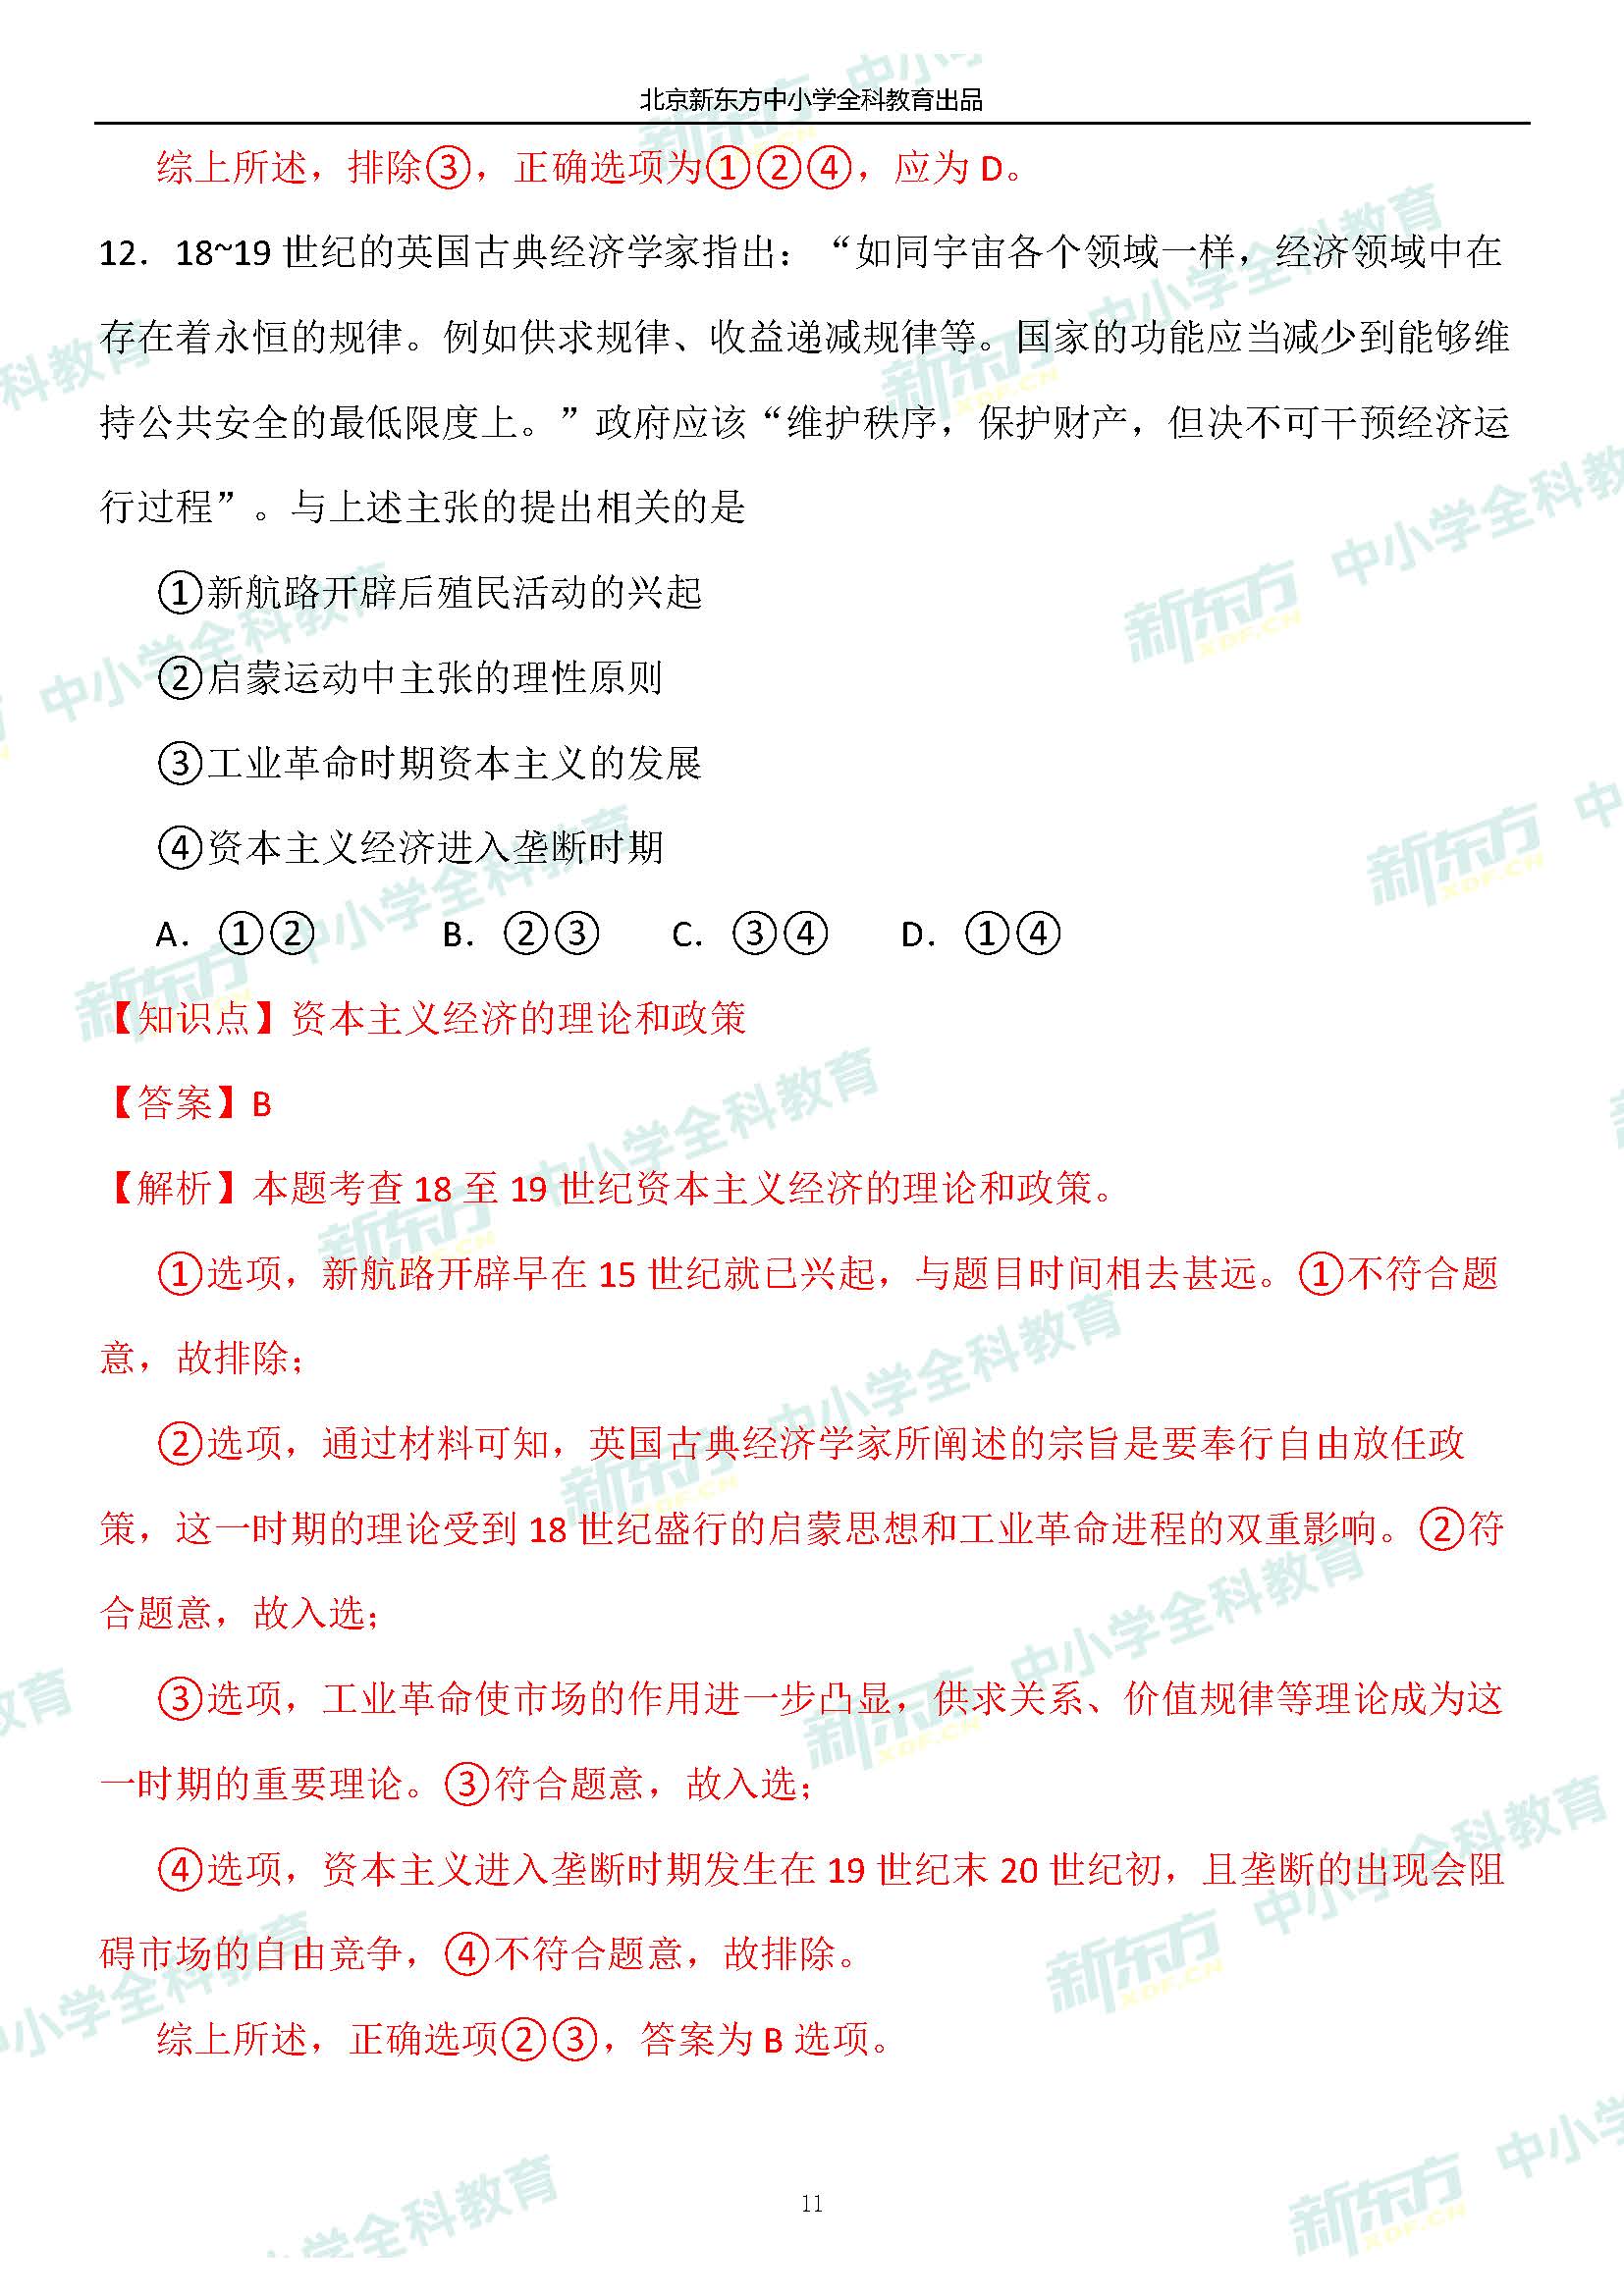 北京新东方中小学全科教育出品
综上所述，排除③，正确选项为①②④，应为 D。
12．18~19 世纪的英国古典经济学家指出：“如同宇宙各个领域一样，经济领域中在
存在着永恒的规律。例如供求规律、收益递减规律等。国家的功能应当减少到能够维
持公共安全的最低限度上。”政府应该“维护秩序，保护财产，但决不可干预经济运
行过程”。与上述主张的提出相关的是
①新航路开辟后殖民活动的兴起
②启蒙运动中主张的理性原则
③工业革命时期资本主义的发展
④资本主义经济进入垄断时期
A．①② B．②③ C．③④ D．①④
【知识点】资本主义经济的理论和政策
【答案】B
【解析】本题考查 18 至 19 世纪资本主义经济的理论和政策。
①选项，新航路开辟早在 15 世纪就已兴起，与题目时间相去甚远。①不符合题
意，故排除；
②选项，通过材料可知，英国古典经济学家所阐述的宗旨是要奉行自由放任政
策，这一时期的理论受到 18 世纪盛行的启蒙思想和工业革命进程的双重影响。②符
合题意，故入选；
③选项，工业革命使市场的作用进一步凸显，供求关系、价值规律等理论成为这
一时期的重要理论。③符合题意，故入选；
④选项，资本主义进入垄断时期发生在 19 世纪末 20 世纪初，且垄断的出现会阻
碍市场的自由竞争，④不符合题意，故排除。
综上所述，正确选项②③，答案为 B 选项。
11